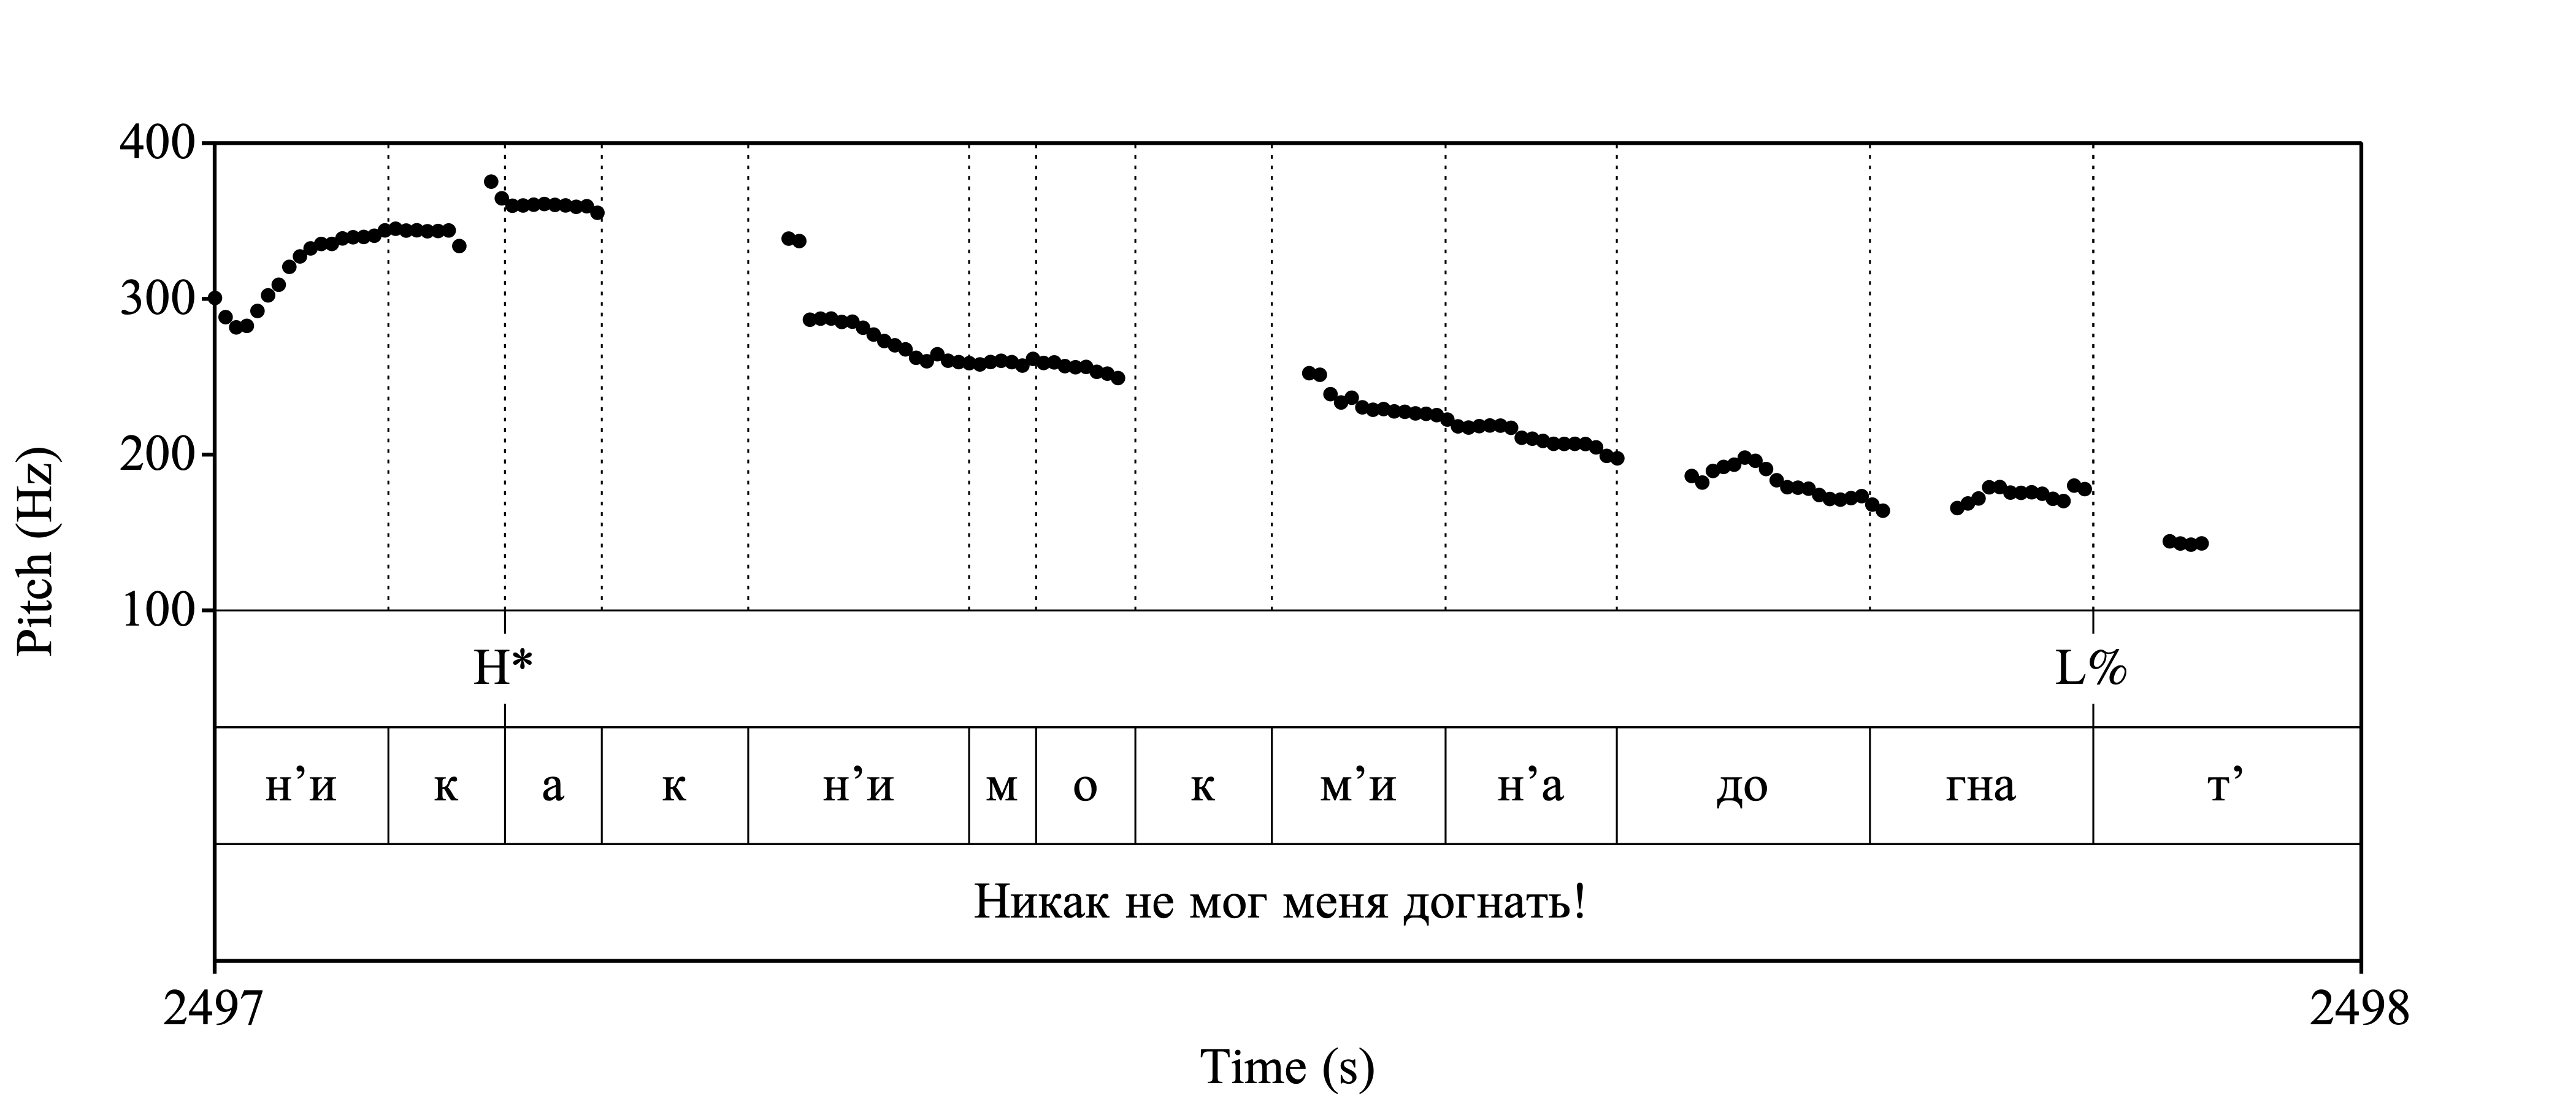 400
300
200
100
Pitch (Hz)
H* L%
н’и к а к н’и м о к м’и н’а до гна т’
Никак не мог меня догнать!
2497 2498
Time (s)